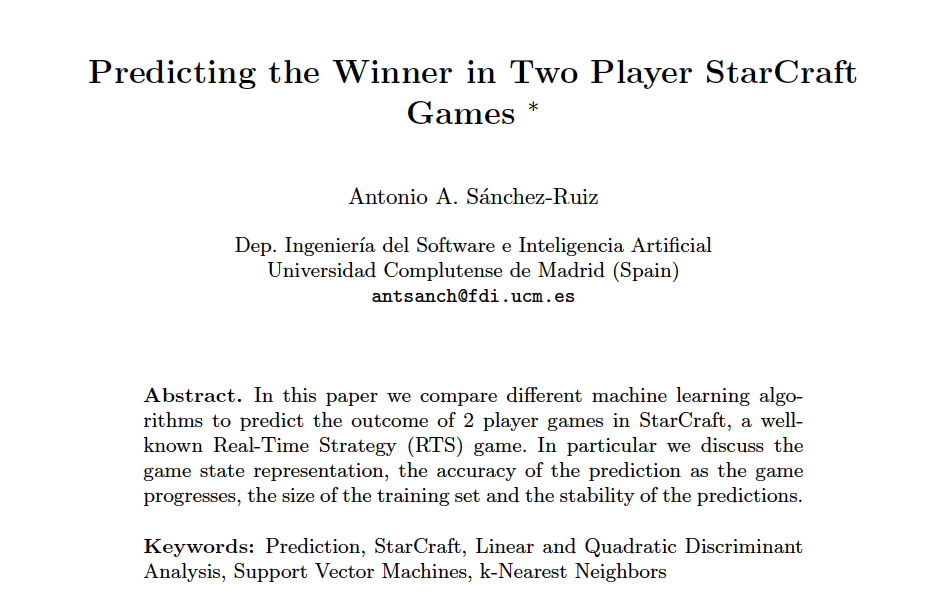 Predicting the Winner in Two Player StarCraft
Games *
Antonio A. Sánchez-Ruiz
Dep. Ingeniería del Software e Inteligencia Artificial
Universidad Complutense de Madrid (Spain)
antsanch@fdi.ucm.es
Abstract. In this paper we compare different machine learning algo-
rithms to predict the outcome of 2 player games in StarCraft, a well-
known Real-Time Strategy (RTS) game. In particular we discuss the
game state representation, the accuracy of the prediction as the game
progresses, the size of the training set and the stability of the predictions.
Keywords: Prediction, StarCraft, Linear and Quadratic Discriminant
Analysis, Support Vector Machines, k-Nearest Neighbors